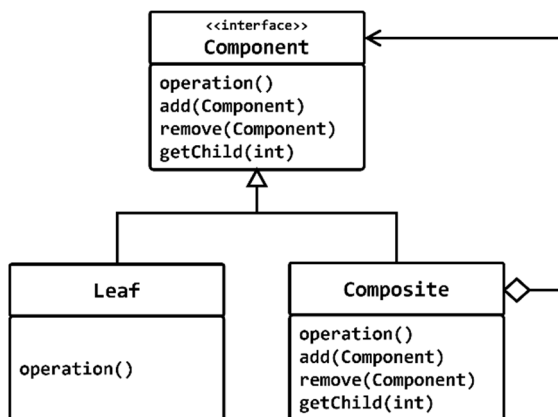 <<interface>>
Component
operation()
add(Component)
remove(Component)
getChild(int)
Leaf
operation()
Composite
operation()
add(Component)
remove(Component)
getChild(int)